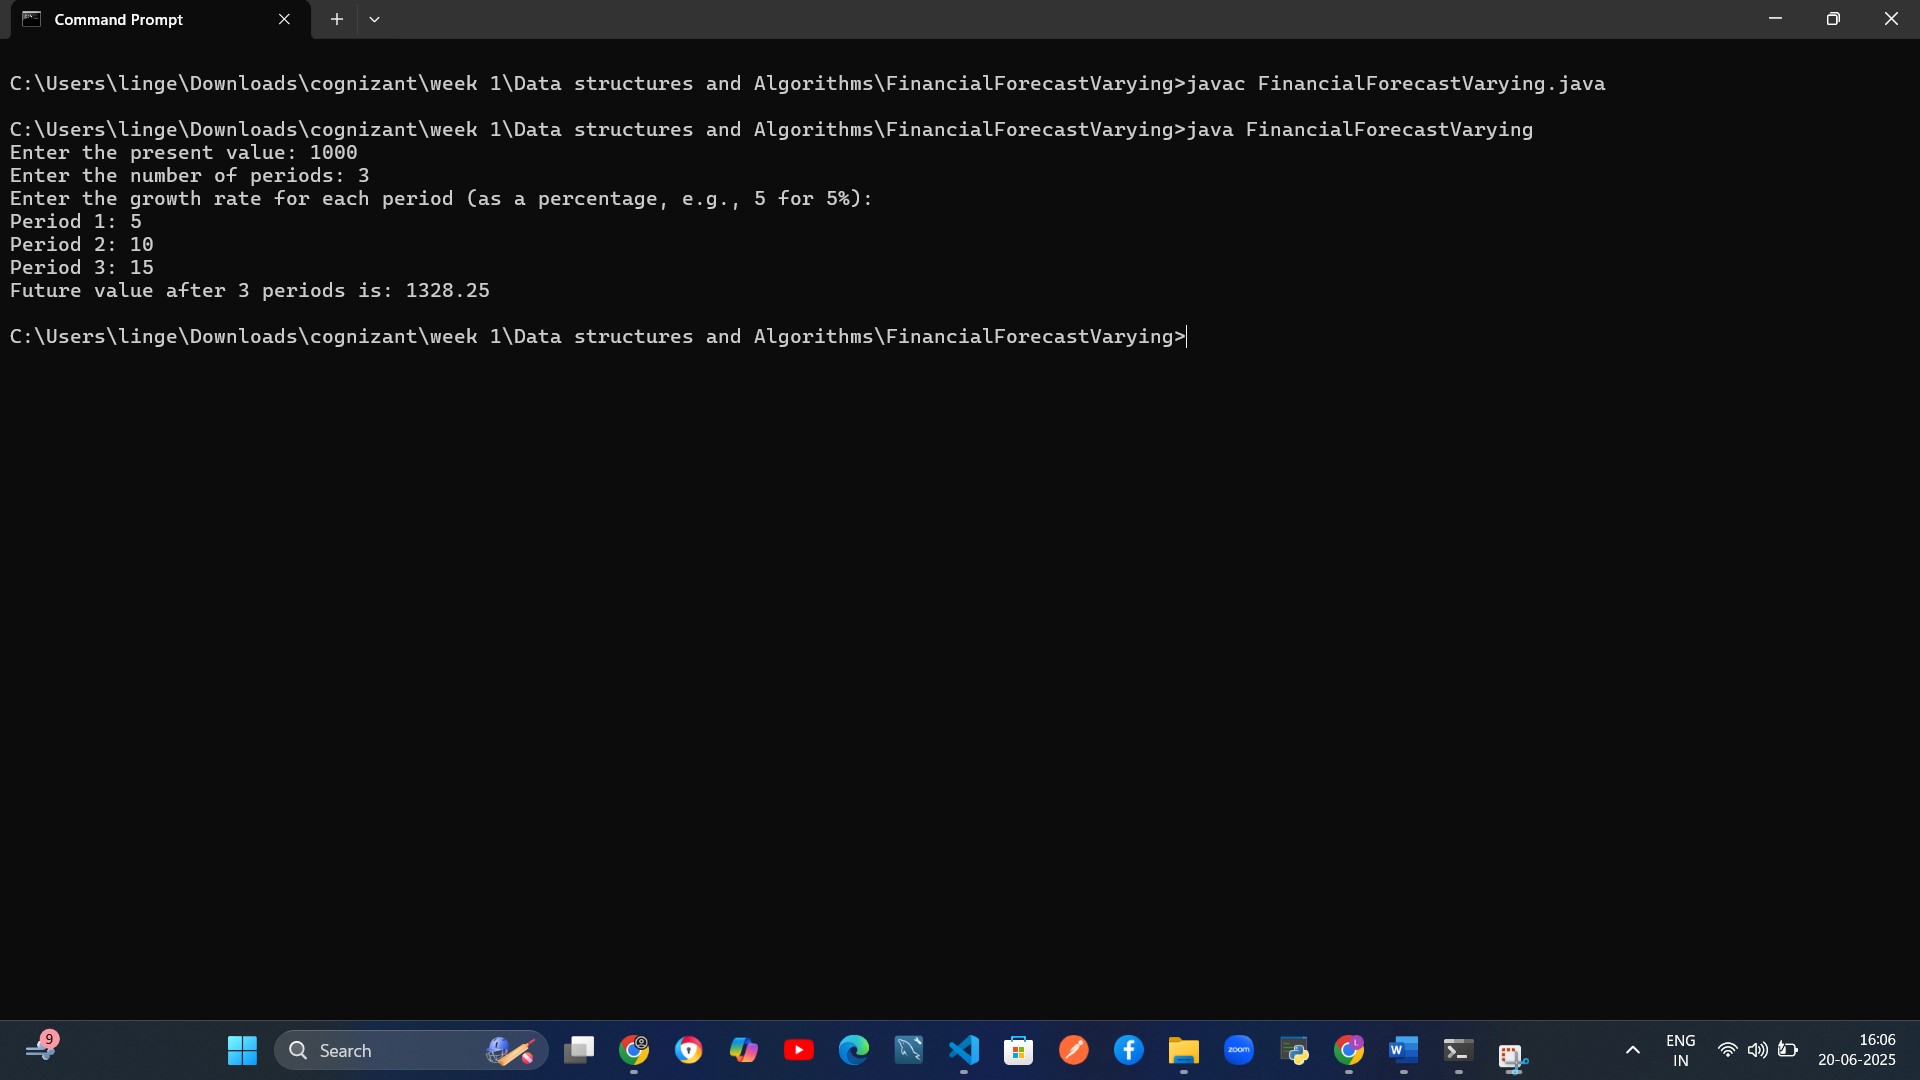 Command Prompt
C:\Users\linge\Downloads\cognizant\week 1\Data structures and Algorithms\FinancialForecastVarying>javac FinancialForecastVarying.java
C:\Users\linge\Downloads\cognizant\week 1\Data structures and Algorithms\FinancialForecastVarying>java FinancialForecastVarying
Enter the present value: 1000
Enter the number of periods: 3
Enter the growth rate for each period (as a percentage, e.g., 5 for 5%):
Period 1: 5
Period 2: 10
Period 3: 15
Future value after 3 periods is: 1328.25
C:\Users\linge\Downloads\cognizant\week 1\Data structures and Algorithms\FinancialForecastVarying>
9
Search
zoom
L
W
ENG
IN
16:06
20-06-2025